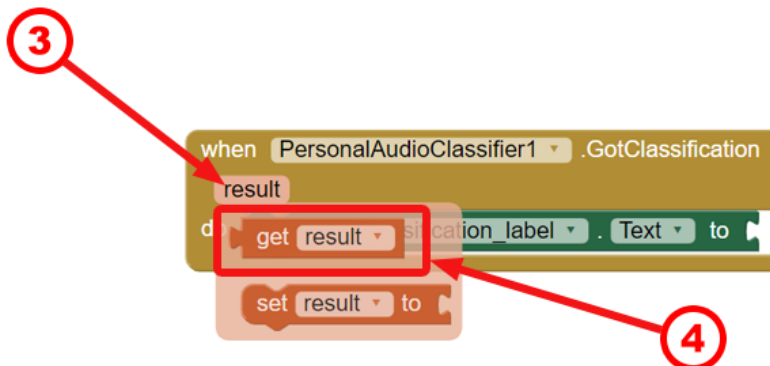 3
when PersonalAudioClassifier1 .GotClassification
result
get result sification_label . Text to
set result to
4